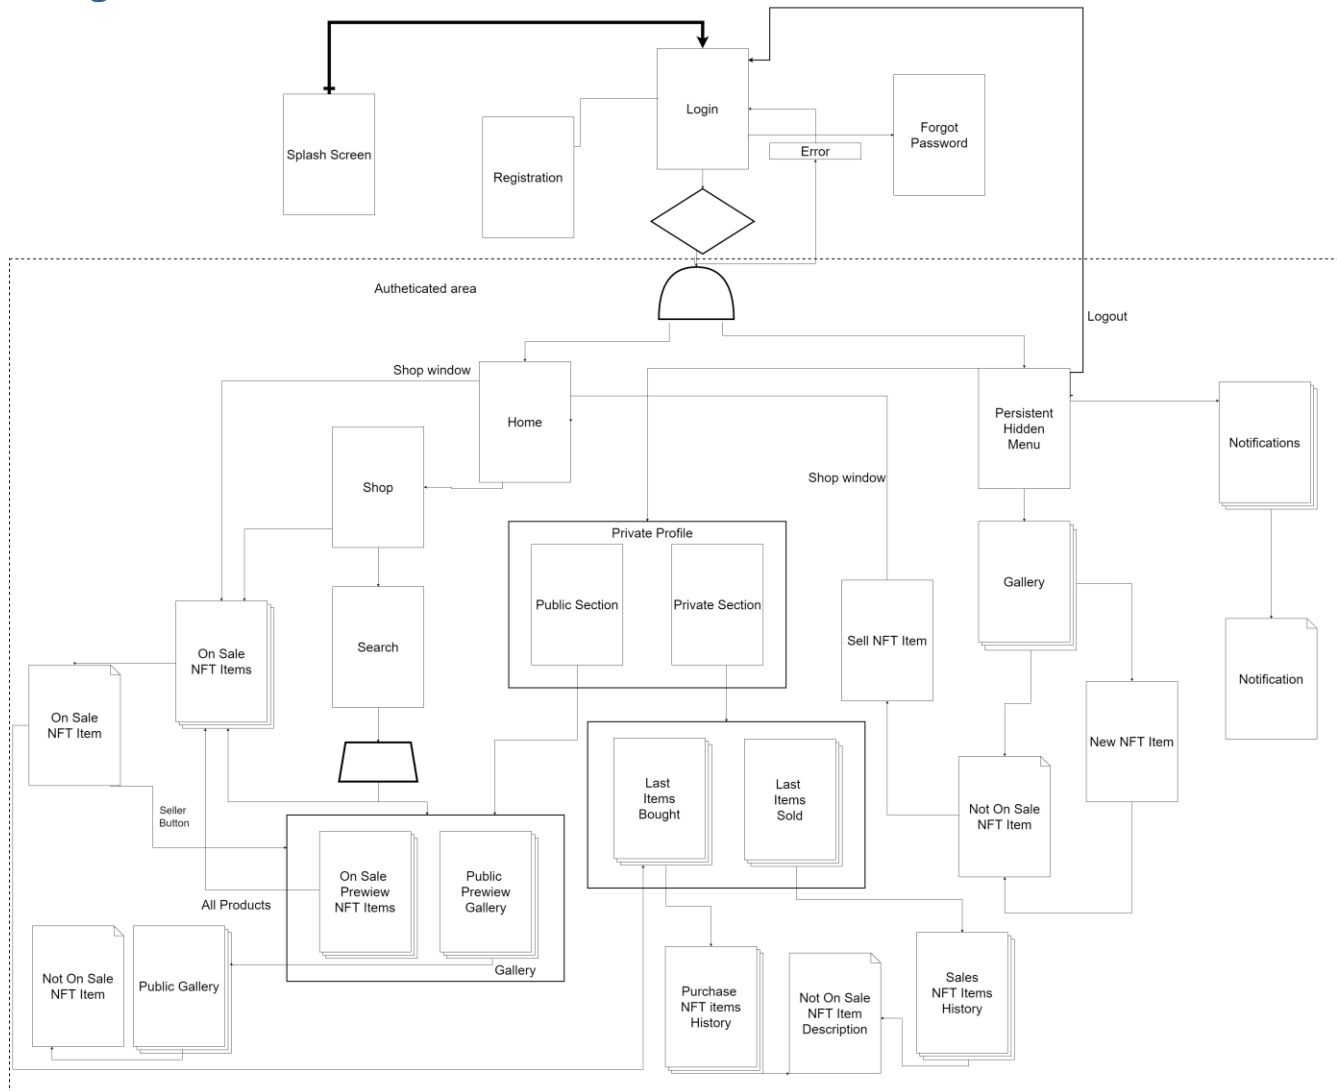 Login
Splash Screen
Registration
Error
Forgot
Password
Autheticated area
Logout
Shop window
Home
Persistent
Hidden
Menu
Notifications
Shop
Shop window
Private Profile
Public Section
Private Section
Gallery
Sell NFT Item
Search
On Sale
NFT Items
Notification
On Sale
NFT Item
New NFT Item
Last
Items
Bought
Last
Items
Sold
Not On Sale
NFT Item
Seller
Button
On Sale
Prewiew
NFT Items
Public
Prewiew
Gallery
All Products
Gallery
Not On Sale
NFT Item
Public Gallery
Purchase
NFT items
History
Not On Sale
NFT Item
Description
Sales
NFT Items
History